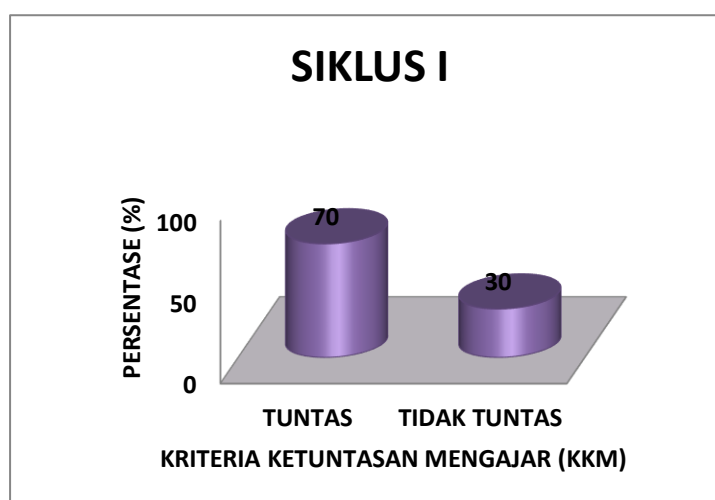 SIKLUS I
PERSENTASE (%)
100
50
0
70
30
TUNTAS
TIDAK TUNTAS
KRITERIA KETUNTASAN MENGAJAR (KKM)